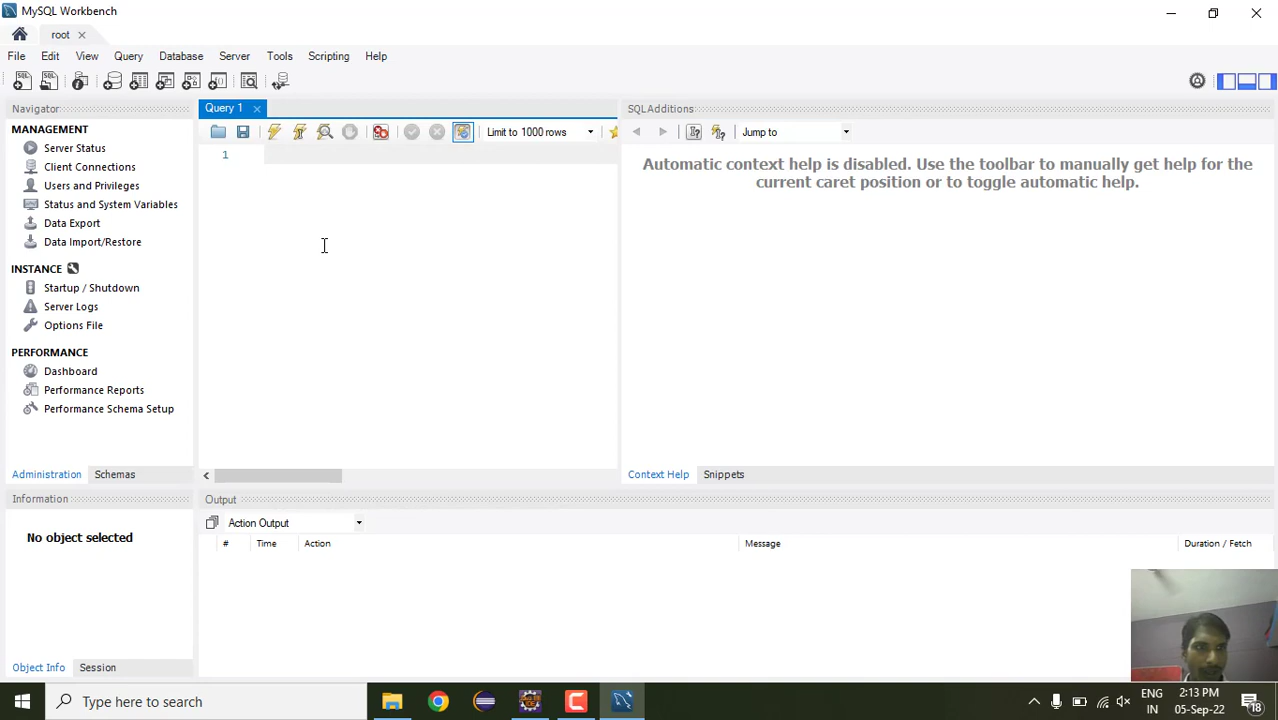 MySQL Workbench
root
File Edit View Query Database Server Tools Scripting Help
Navigator
MANAGEMENT
Server Status
Client Connections
Users and Privileges
Status and System Variables
Data Export
Data Import/Restore
INSTANCE
Startup / Shutdown
Server Logs
Options File
PERFORMANCE
Dashboard
Performance Reports
Performance Schema Setup
Administration Schemas
Query 1
Limit to 1000 rows
1
SQLAdditions
Jump to
Automatic context help is disabled. Use the toolbar to manually get help for the
current caret position or to toggle automatic help.
Context Help Snippets
Information
No object selected
Object Info Session
Output
Action Output
# Time Action Message Duration / Fetch
Type here to search
ENG
IN
2:13 PM
05-Sep-22
18